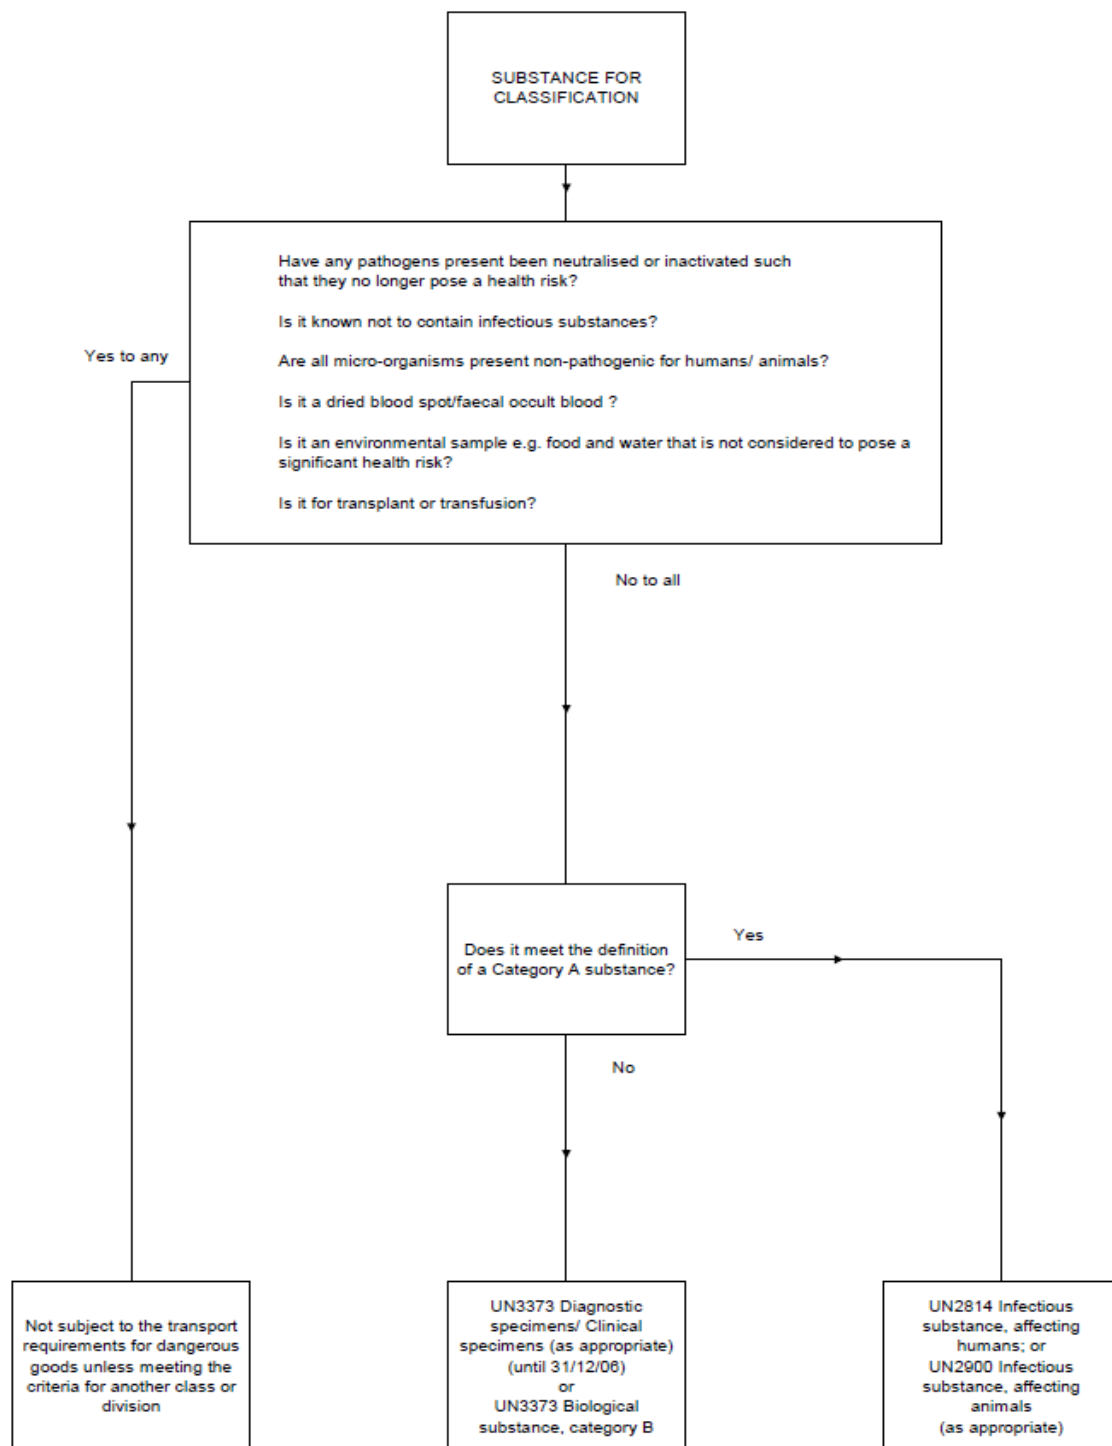 SUBSTANCE FOR
CLASSIFICATION
Have any pathogens present been neutralised or inactivated such
that they no longer pose a health risk?
Is it known not to contain infectious substances?
Yes to any
Are all micro-organisms present non-pathogenic for humans/ animals?
Is it a dried blood spot/faecal occult blood ?
Is it an environmental sample e.g. food and water that is not considered to pose a
significant health risk?
Is it for transplant or transfusion?
No to all
Does it meet the definition
of a Category A substance?
Yes
No
Not subject to the transport
requirements for dangerous
goods unless meeting the
criteria for another class or
division
UN3373 Diagnostic
specimens/ Clinical
specimens (as appropriate)
(until 31/12/06)
or
UN3373 Biological
substance, category B
UN2814 Infectious
substance, affecting
humans; or
UN2900 Infectious
substance, affecting
animals
(as appropriate)